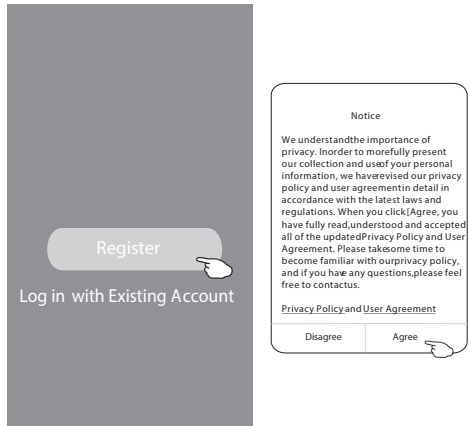 Register
Log in with Existing Account
Notice
We understandthe importance of
privacy. Inorder to morefully present
our collection and useof your personal
information, we haverevised our privacy
policy and user agreementin detail in
accordance with the latest laws and
regulations. When you click[Agree, you
have fully read,understood and accepted
all of the updatedPrivacy Policy and User
Agreement. Please takesome time to
become familiar with ourprivacy policy,
and if you have any questions,please feel
free to contactus.
Privacy Policy and User Agreement
Disagree
Agree